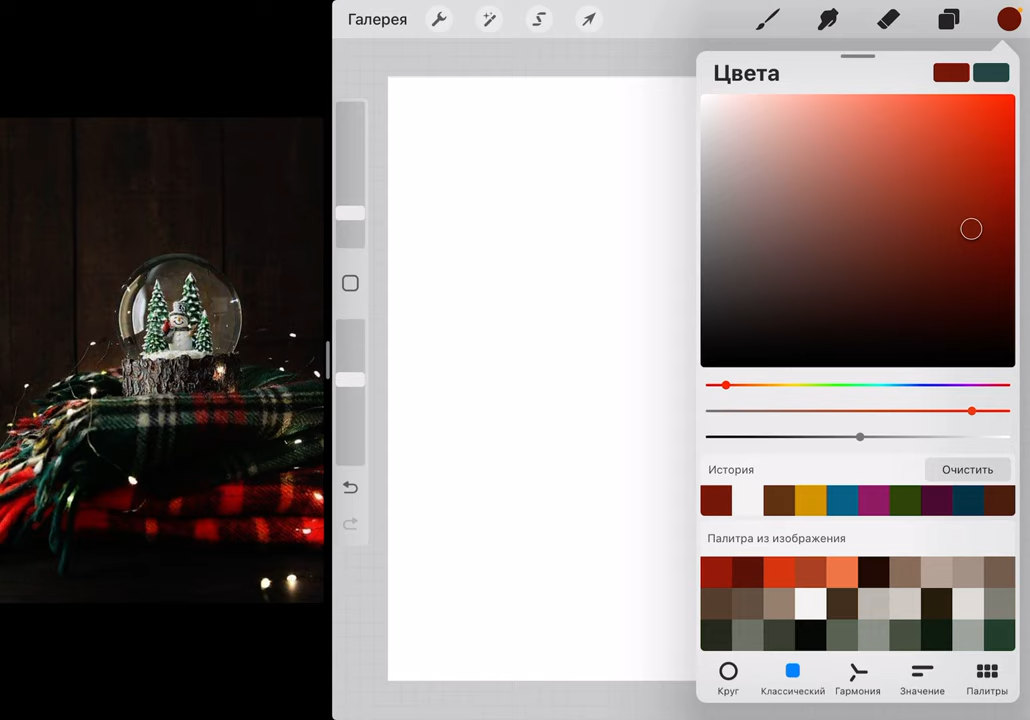 Галерея
Цвета
История
Очистить
Палитра из изображения
Круг
Классический
Гармония
Значение
Палитры